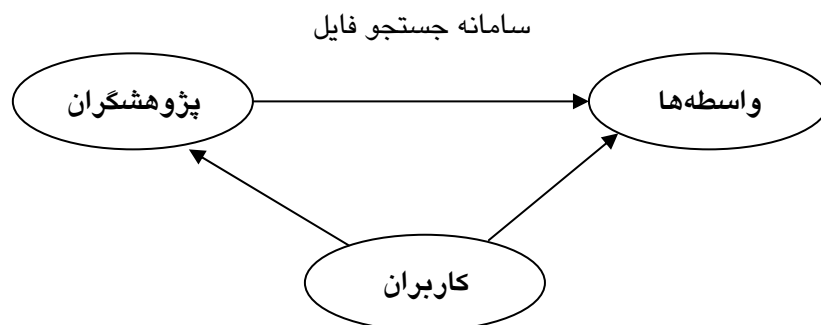 سامانه جستجو فایل
واسطه‌ها
پژوهشگران
کاربران